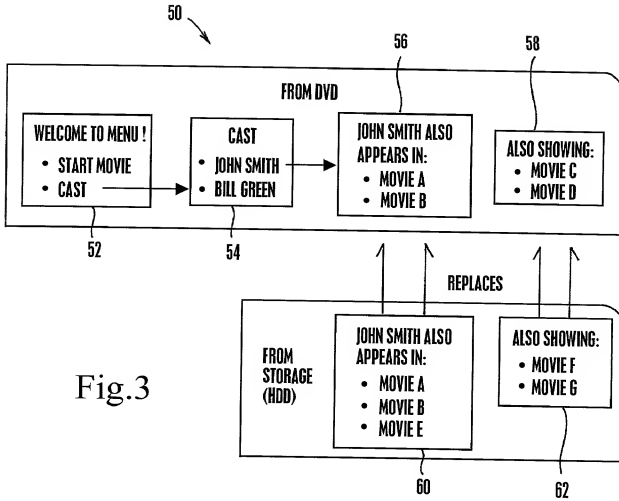 50
56
58
FROM DVD
WELCOME TO MENU !
• START MOVIE
• CAST
CAST
• JOHN SMITH
• BILL GREEN
JOHN SMITH ALSO
APPEARS IN:
• MOVIE A
• MOVIE B
ALSO SHOWING:
• MOVIE C
• MOVIE D
52
54
REPLACES
FROM
STORAGE
(HDD)
JOHN SMITH ALSO
APPEARS IN:
• MOVIE A
• MOVIE B
• MOVIE E
ALSO SHOWING:
• MOVIE F
• MOVIE G
Fig.3
60
62